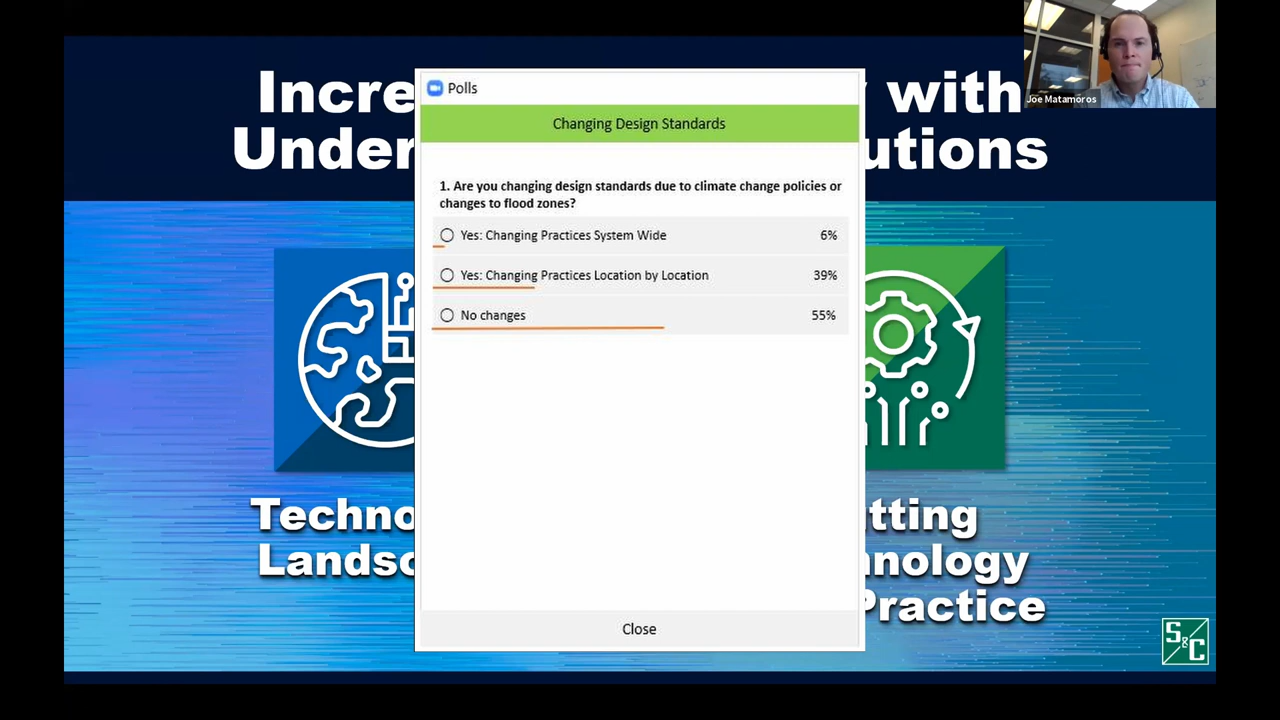 Incre
with
Under
utions
Joe Matamoros
Polls
Changing Design Standards
1. Are you changing design standards due to climate change policies or
changes to flood zones?
Yes: Changing Practices System Wide 6%
Yes: Changing Practices Location by Location 39%
No changes 55%
Techno
Landsc
tting
nology
Practice
Close
S&C